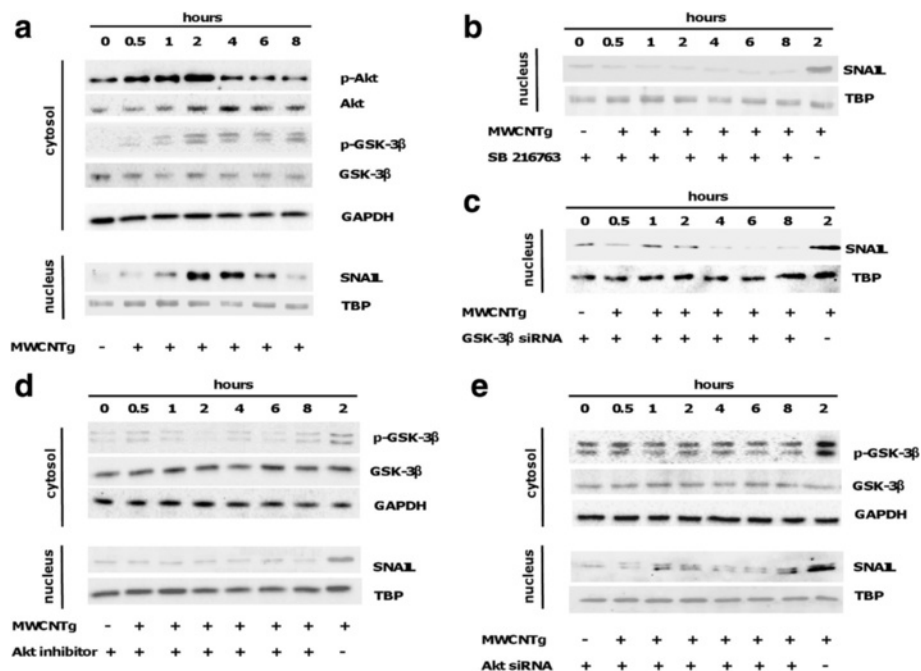 a
hours
0 0.5 1 2 4 6 8
cytosol
p-Akt
Akt
p-GSK-3β
GSK-3β
GAPDH
nucleus
SNAIL
TBP
MWCNTg - + + + + + +
b
hours
0 0.5 1 2 4 6 8 2
nucleus
SNAIL
TBP
MWCNTg - + + + + + + +
SB 216763 + + + + + + + -
c
hours
0 0.5 1 2 4 6 8 2
nucleus
SNAIL
TBP
MWCNTg - + + + + + + +
GSK-3β siRNA + + + + + + + -
d
hours
0 0.5 1 2 4 6 8 2
cytosol
p-GSK-3β
GSK-3β
GAPDH
nucleus
SNAIL
TBP
MWCNTg - + + + + + + +
Akt inhibitor + + + + + + + -
e
hours
0 0.5 1 2 4 6 8 2
cytosol
p-GSK-3β
GSK-3β
GAPDH
nucleus
SNAIL
TBP
MWCNTg - + + + + + + +
Akt siRNA + + + + + + + -